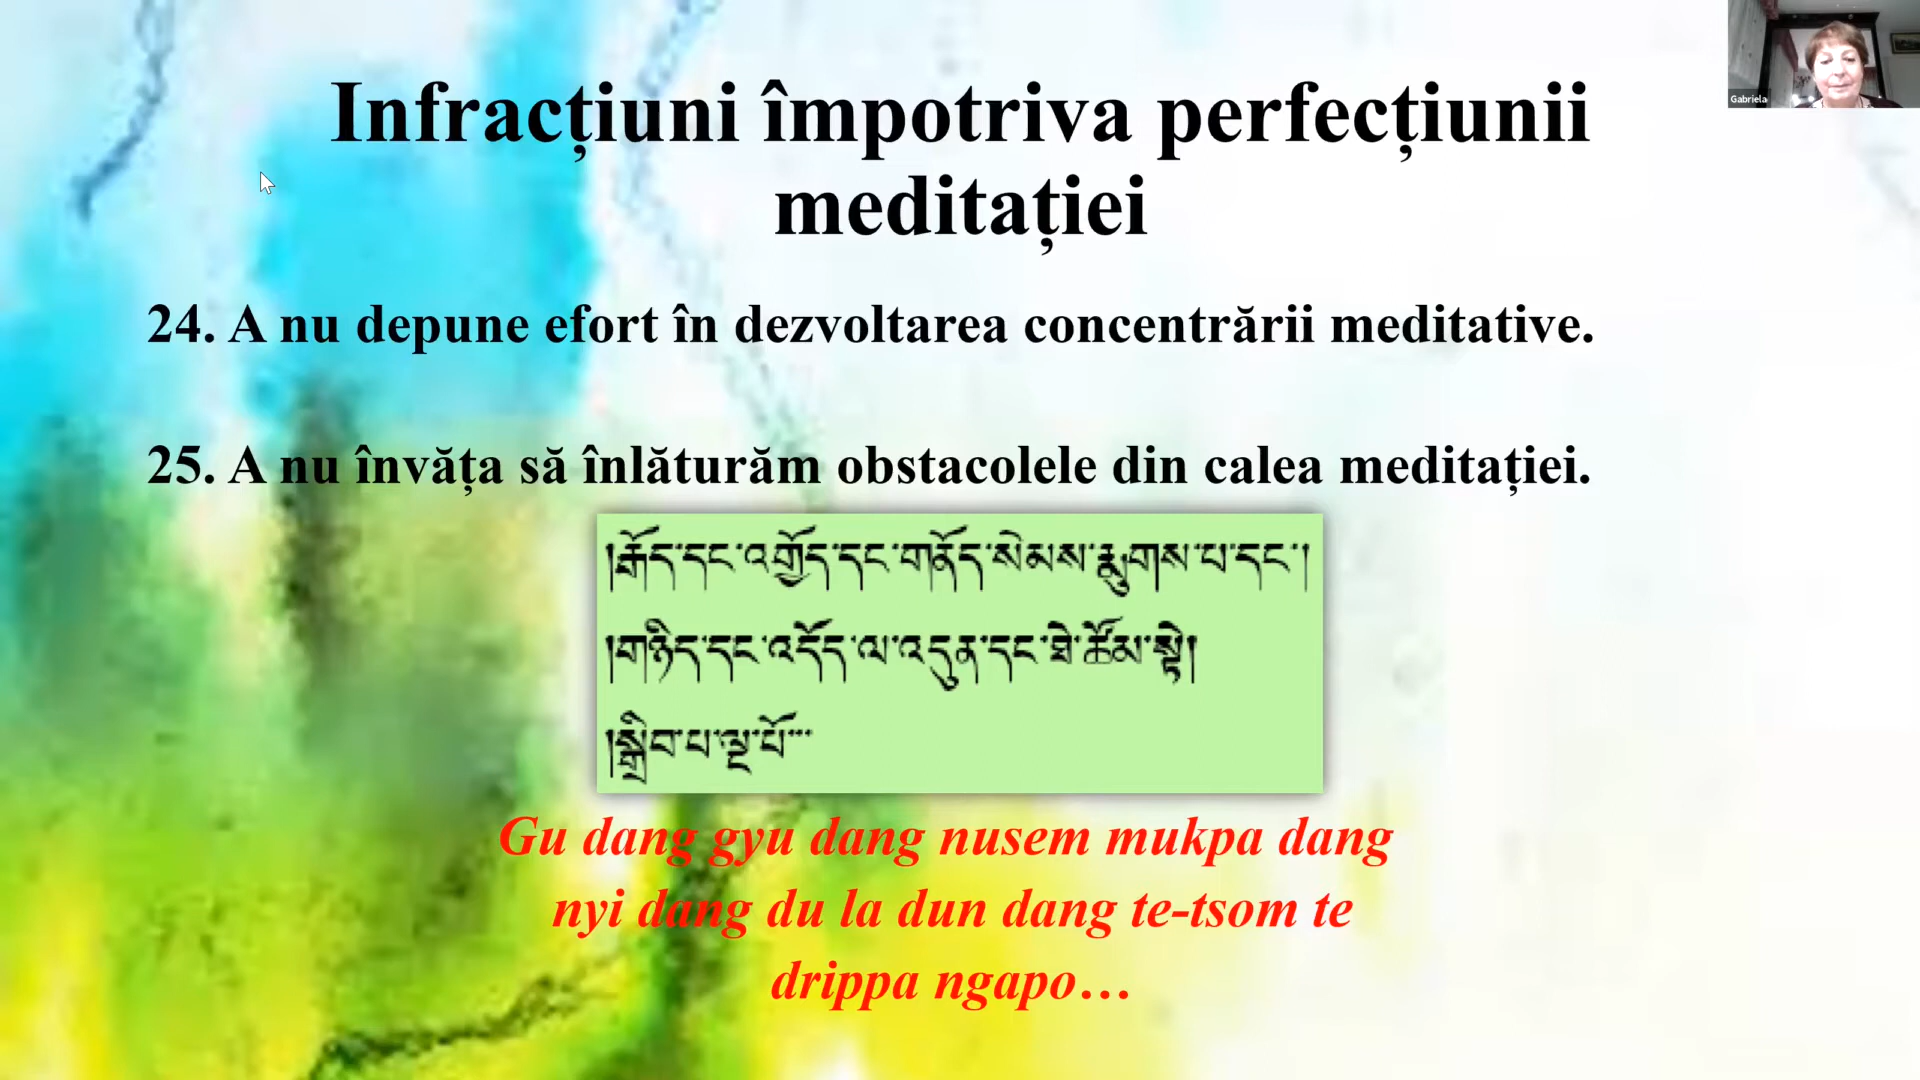 Infracțiuni împotriva perfecțiunii
meditației
Gabriela
24. A nu depune efort în dezvoltarea concentrării meditative.
25. A nu învăța să înlăturăm obstacolele din calea meditației.
།རྒོད་དང་འགྱོད་དང་གནོད་སེམས་རྨུགས་པ་དང་།
།གཉིད་དང་འདོད་ལ་འདུན་དང་ཐེ་ཚོམ་སྟེ།
།སྒྲིབ་པ་ལྔ་པོ་་་
Gu dang gyu dang nusem mukpa dang
nyi dang du la dun dang te-tsom te
drippa ngapo…